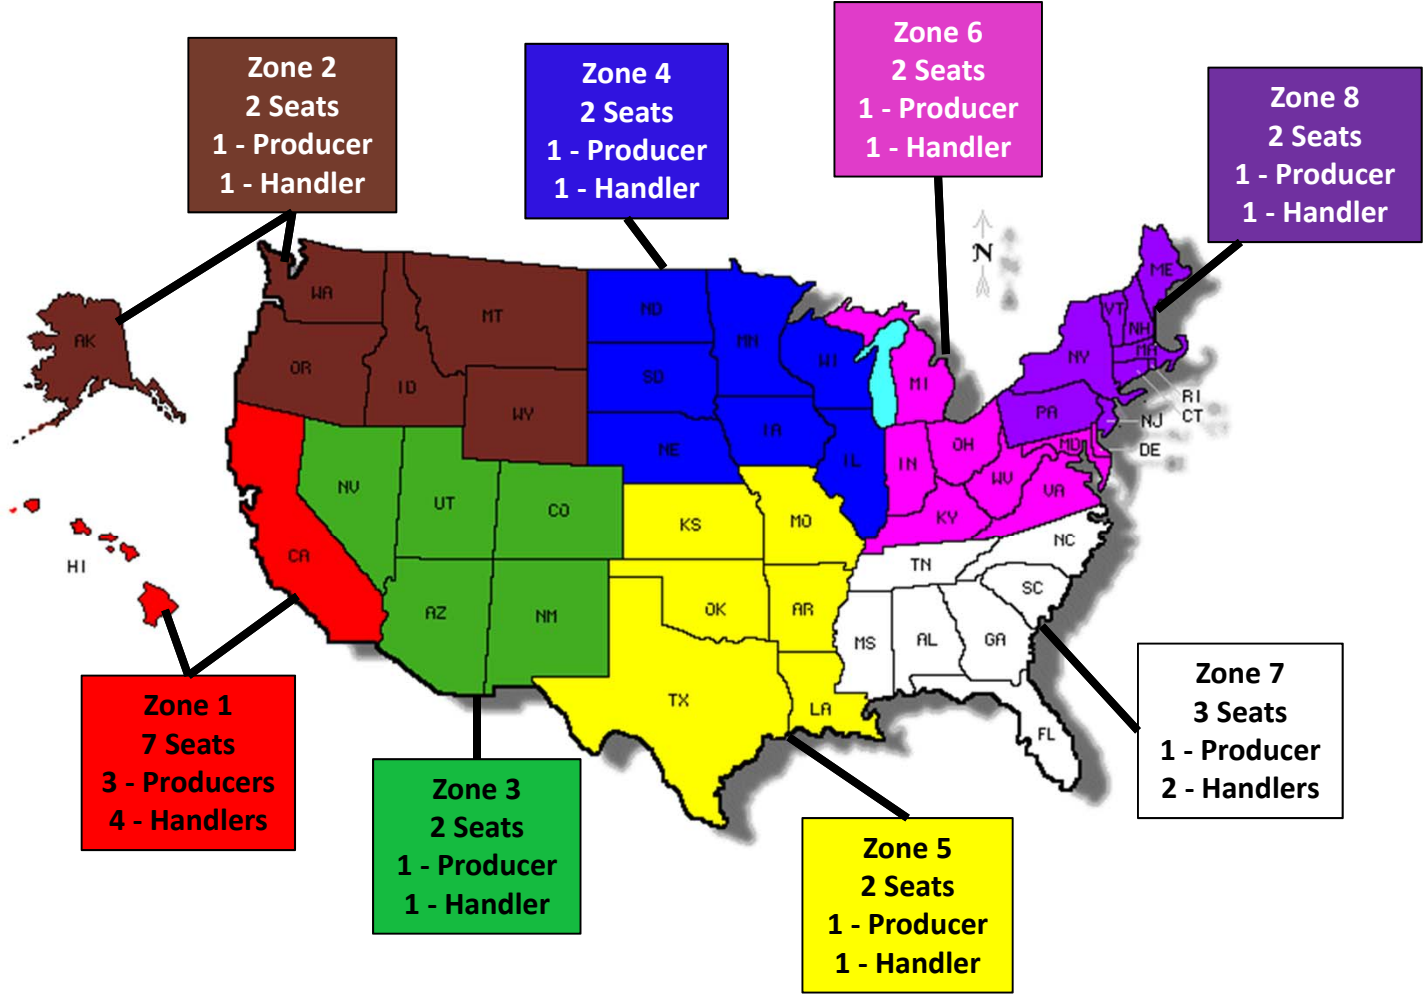 Zone 2
2 Seats
1 - Producer
1 - Handler
Zone 4
2 Seats
1 - Producer
1 - Handler
Zone 6
2 Seats
1 - Producer
1 - Handler
Zone 8
2 Seats
1 - Producer
1 - Handler
N
AK
WA
OR
ID
MT
WY
ND
SD
NE
MN
IA
WI
IL
MI
IN
OH
KY
WV
VA
MD
ME
VT
NH
MA
NY
PA
RI
CT
NJ
DE
HI
CA
NV
UT
CO
AZ
NM
KS
MO
OK
AR
TX
LA
TN
NC
SC
MS
AL
GA
FL
Zone 1
7 Seats
3 - Producers
4 - Handlers
Zone 3
2 Seats
1 - Producer
1 - Handler
Zone 5
2 Seats
1 - Producer
1 - Handler
Zone 7
3 Seats
1 - Producer
2 - Handlers